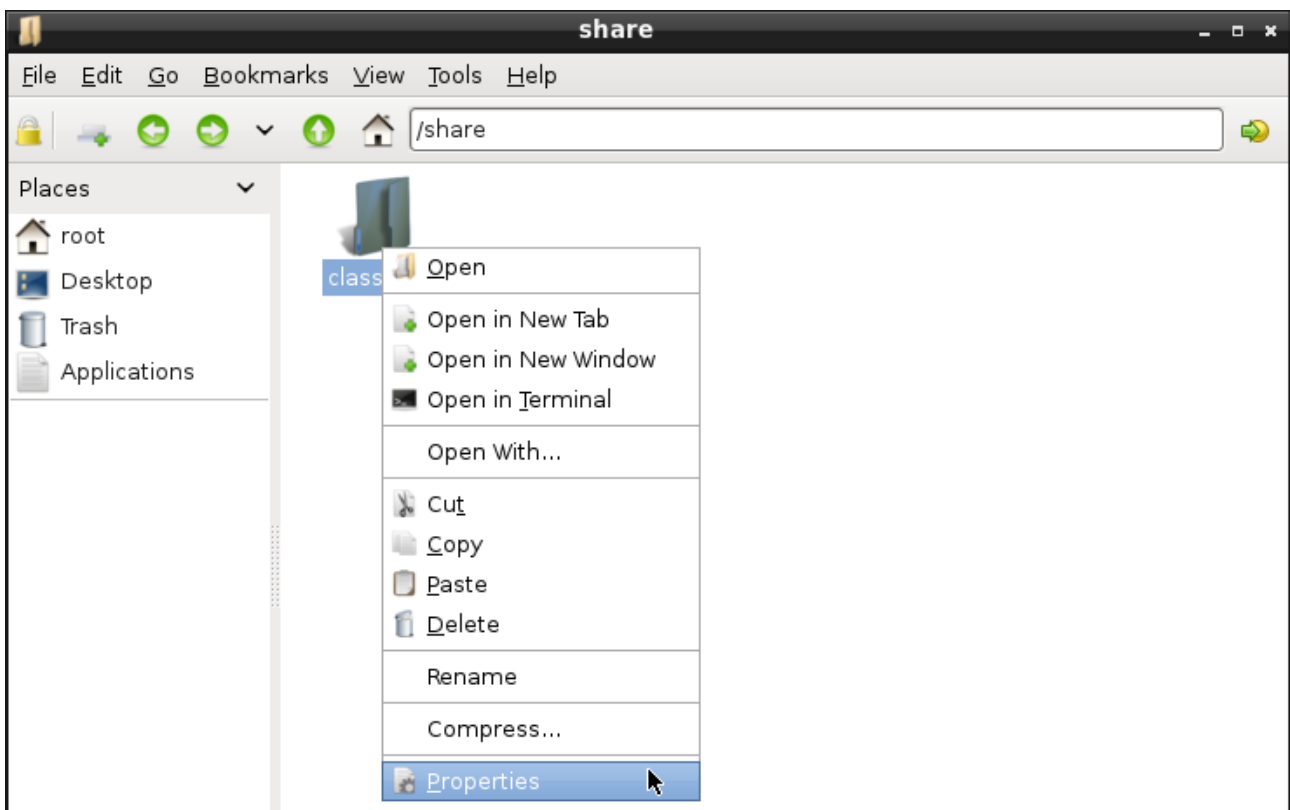 share
File Edit Go Bookmarks View Tools Help
/share
Places
root
Desktop
Trash
Applications
class
Open
Open in New Tab
Open in New Window
Open in Terminal
Open With...
Cut
Copy
Paste
Delete
Rename
Compress...
Properties